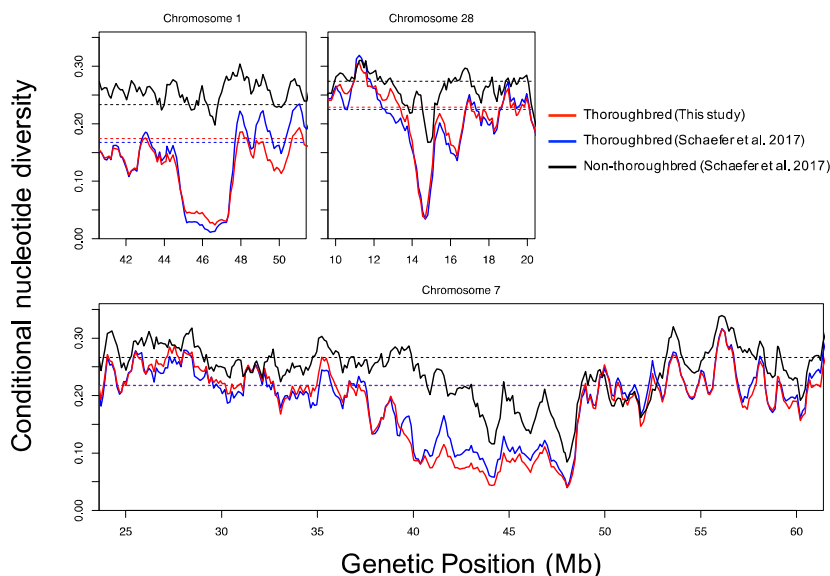 Chromosome 1
Chromosome 28
0.30
0.20
0.10
0.00
42 44 46 48 50
10 12 14 16 18 20
Thoroughbred (This study)
Thoroughbred (Schaefer et al. 2017)
Non-thoroughbred (Schaefer et al. 2017)
Conditional nucleotide diversity
Chromosome 7
0.30
0.20
0.10
0.00
25 30 35 40 45 50 55 60
Genetic Position (Mb)